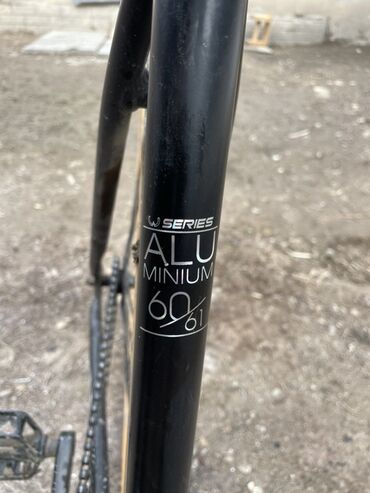 W SERIES
ALU
MINIUM
60/61